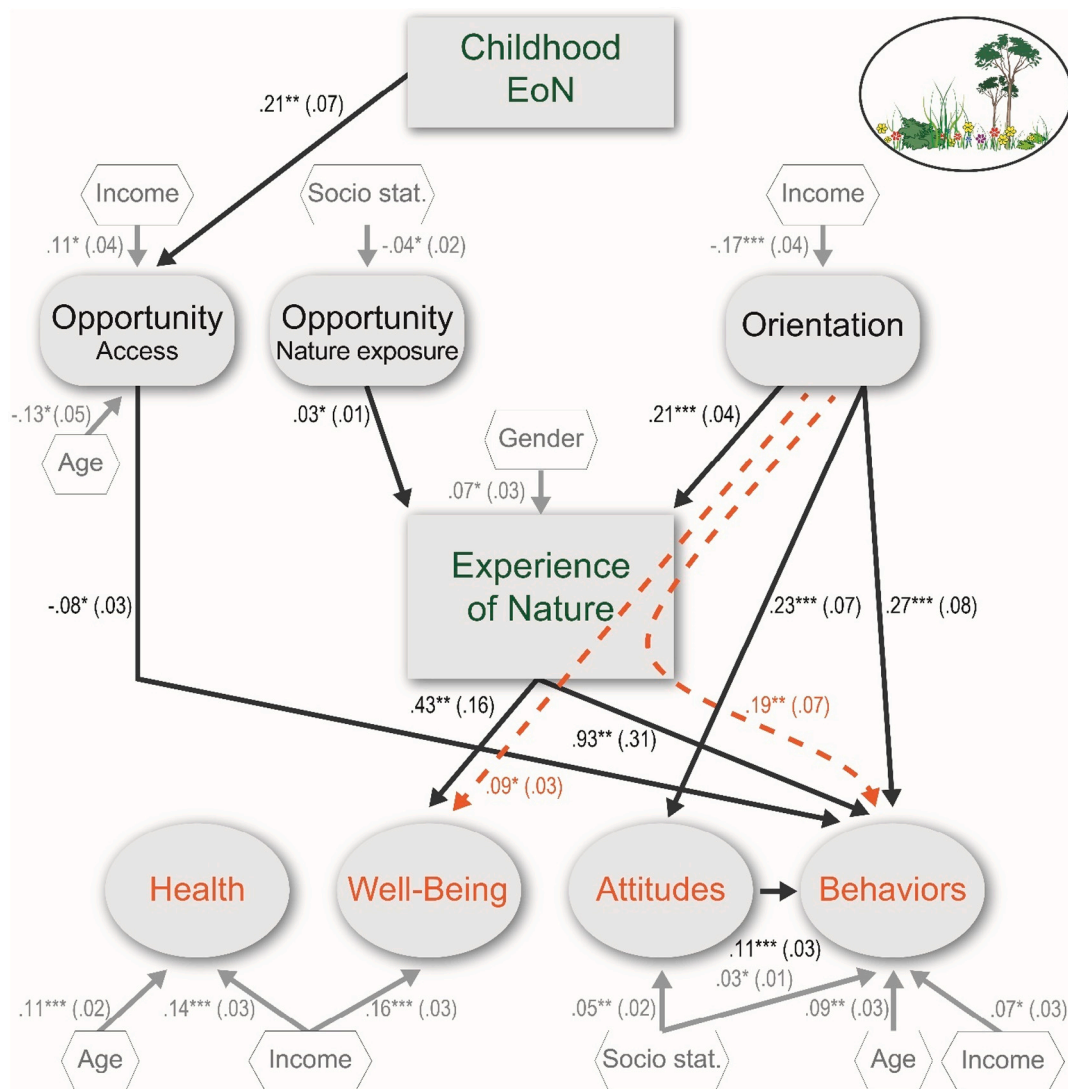 Childhood
EoN
.21** (.07)
Income
Socio stat.
Income
.11* (.04)
-.04* (.02)
-.17*** (.04)
Opportunity
Access
Opportunity
Nature exposure
Orientation
-.13* (.05)
Age
.03* (.01)
Gender
.21*** (.04)
.07* (.03)
Experience
of Nature
-.08* (.03)
.23*** (.07)
.27*** (.08)
.43** (.16)
.93** (.31)
.19** (.07)
.09* (.03)
Health
Well-Being
Attitudes
Behaviors
.11*** (.03)
.03* (.01)
.11*** (.02)
.14*** (.03)
.16*** (.03)
.05** (.02)
.09** (.03)
.07* (.03)
Age
Income
Socio stat.
Age
Income